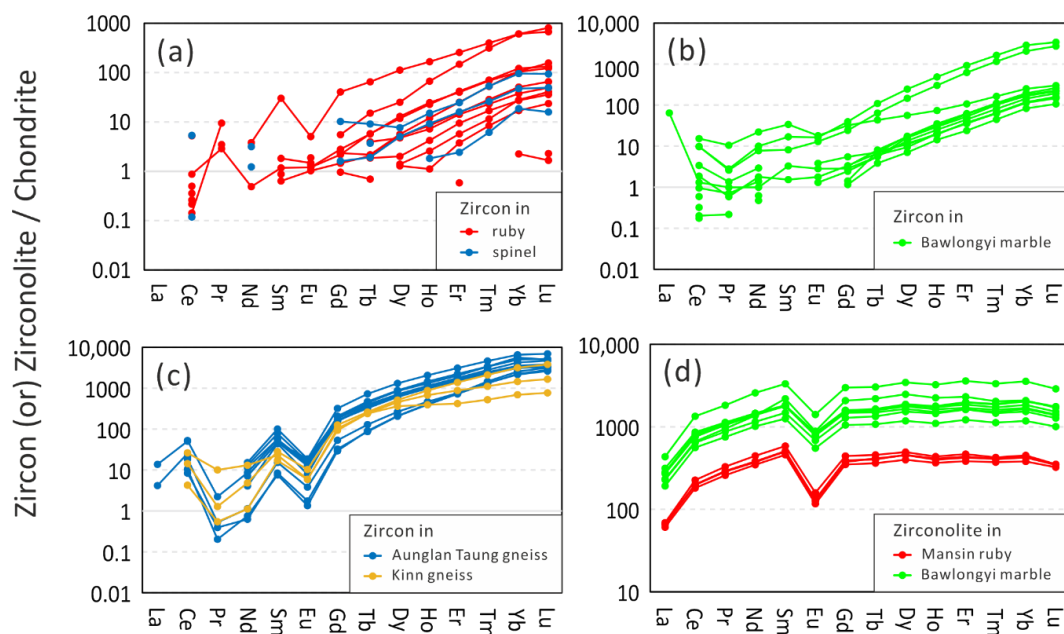 Zircon (on) Zirconolite / Chondrite
(a)
1000
100
10
1
0.1
0.01
La Ce Pr Nd Sm Eu Gd Tb Dy Ho Er Tm Yb Lu
Zircon in
ruby
spinel
(b)
10,000
1000
100
10
1
0.1
0.01
La Ce Pr Nd Sm Eu Gd Tb Dy Ho Er Tm Yb Lu
Zircon in
Bawlongyi marble
(c)
10,000
1000
100
10
1
0.1
0.01
La Ce Pr Nd Sm Eu Gd Tb Dy Ho Er Tm Yb Lu
Zircon in
Aunglan Taung gneiss
Kinn gneiss
(d)
10,000
1000
100
10
La Ce Pr Nd Sm Eu Gd Tb Dy Ho Er Tm Yb Lu
Zirconolite in
Mansin ruby
Bawlongyi marble